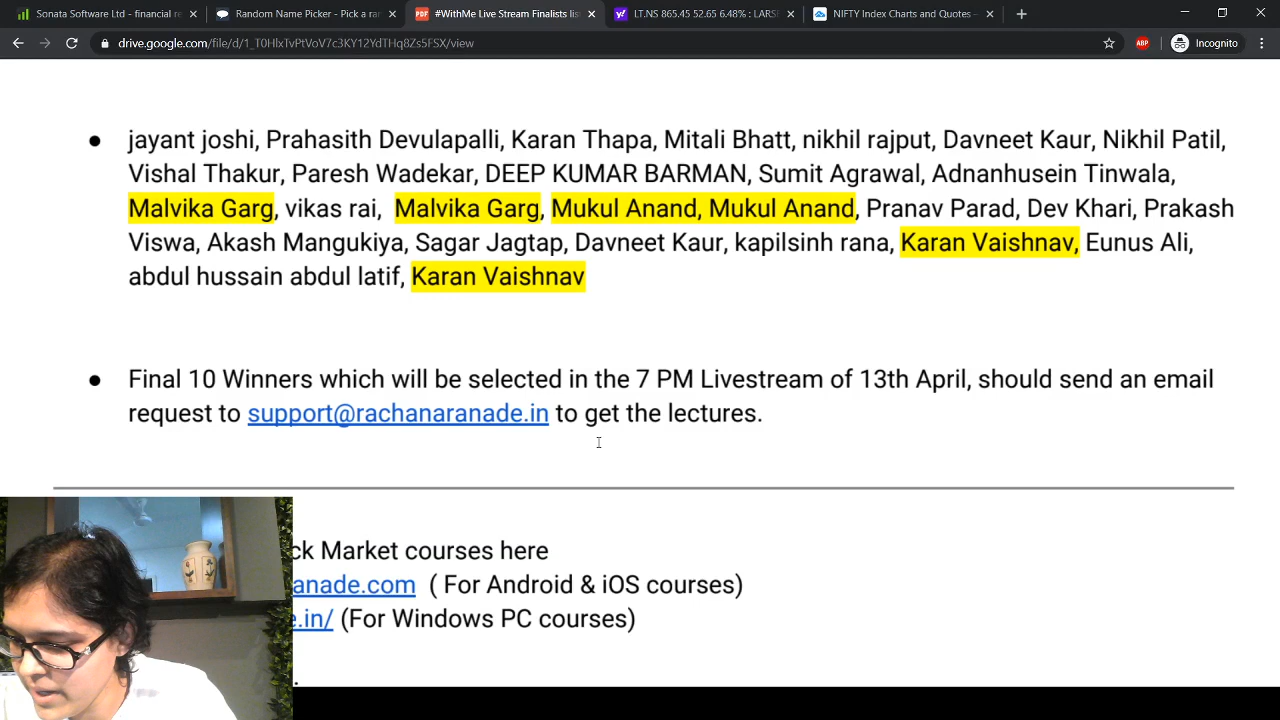 Sonata Software Ltd - financial re
Random Name Picker - Pick a ran
#WithMe Live Stream Finalists lis
LT.NS 865.45 52.65 6.48% : LARSE
NIFTY Index Charts and Quotes —
drive.google.com/file/d/1_T0HlxTvPtVoV7c3KY12YdTHq8Zs5FSX/view
ABP
Incognito
● jayant joshi, Prahasith Devulapalli, Karan Thapa, Mitali Bhatt, nikhil rajput, Davneet Kaur, Nikhil Patil,
Vishal Thakur, Paresh Wadekar, DEEP KUMAR BARMAN, Sumit Agrawal, Adnanhusein Tinwala,
Malvika Garg, vikas rai, Malvika Garg, Mukul Anand, Mukul Anand, Pranav Parad, Dev Khari, Prakash
Viswa, Akash Mangukiya, Sagar Jagtap, Davneet Kaur, kapilsinh rana, Karan Vaishnav, Eunus Ali,
abdul hussain abdul latif, Karan Vaishnav
● Final 10 Winners which will be selected in the 7 PM Livestream of 13th April, should send an email
request to support@rachanaranade.in to get the lectures.
ck Market courses here
anade.com ( For Android & iOS courses)
e.in/ (For Windows PC courses)